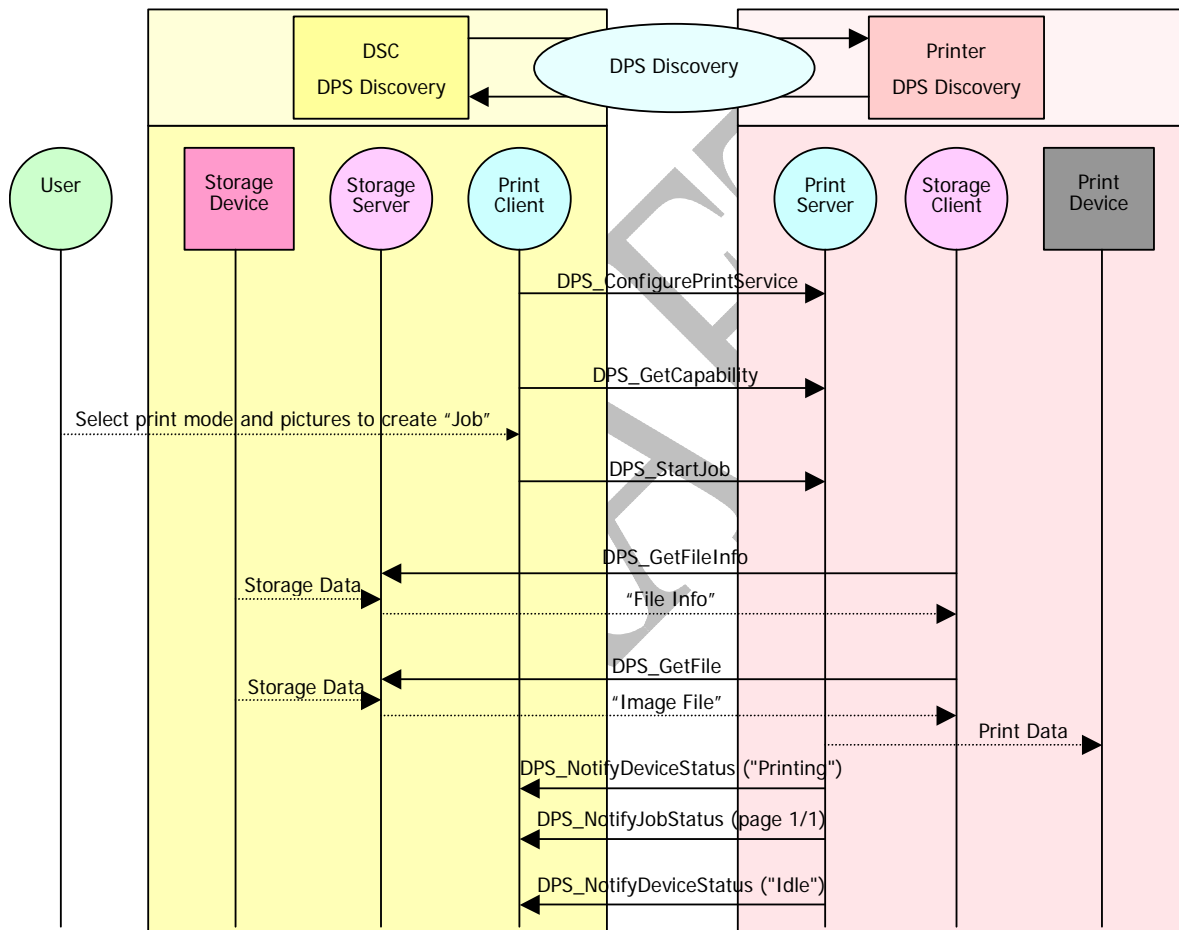 DSC
DPS Discovery
DPS Discovery
Printer
DPS Discovery
User
Storage
Device
Storage
Server
Print
Client
Print
Server
Storage
Client
Print
Device
DPS_ConfigurePrintService
DPS_GetCapability
Select print mode and pictures to create “Job”
DPS_StartJob
DPS_GetFileInfo
Storage Data
“File Info”
DPS_GetFile
Storage Data
“Image File”
Print Data
DPS_NotifyDeviceStatus ("Printing")
DPS_NotifyJobStatus (page 1/1)
DPS_NotifyDeviceStatus ("Idle")